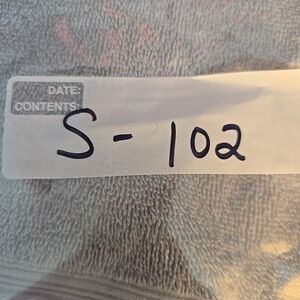 DATE:
CONTENTS:
S - 102